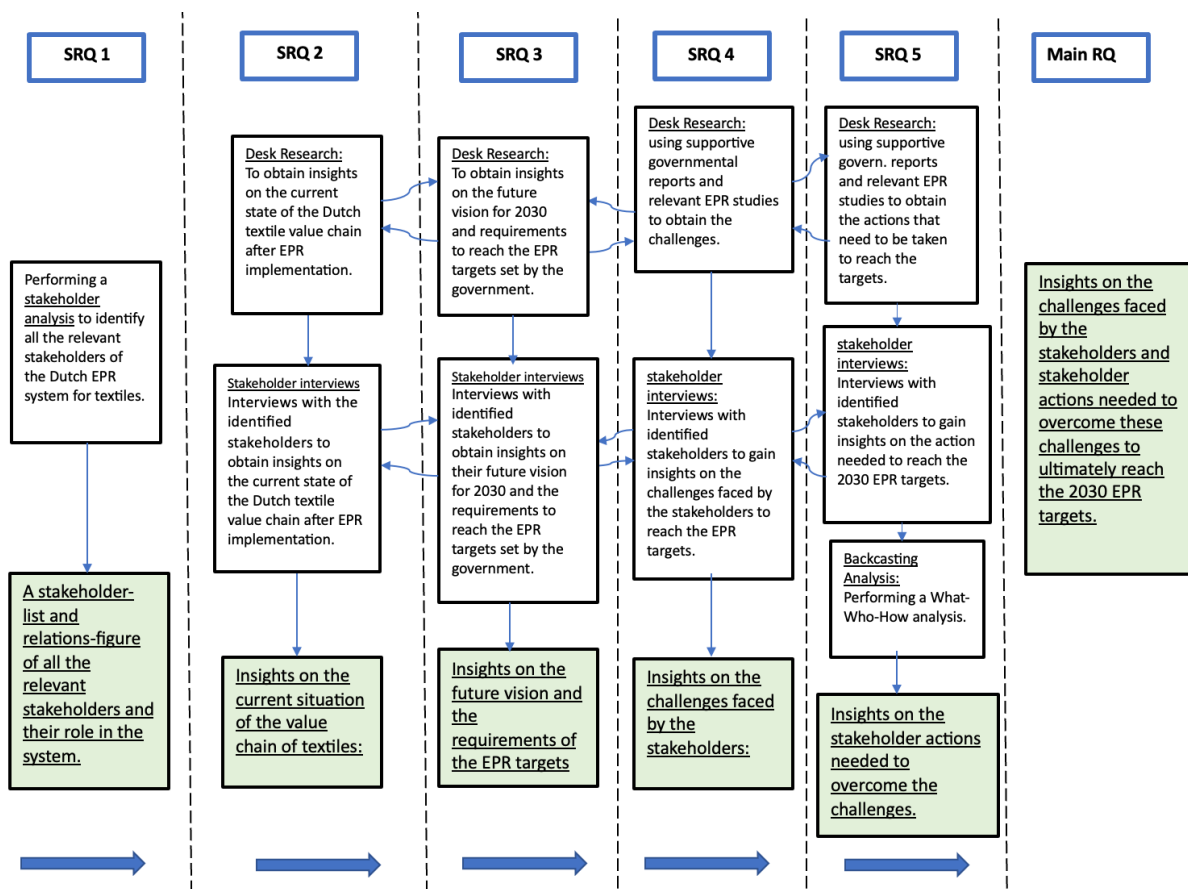 SRQ 1
SRQ 2
SRQ 3
SRQ 4
SRQ 5
Main RQ
Performing a
stakeholder
analysis to identify
all the relevant
stakeholders of
the Dutch EPR
system for textiles.
A stakeholder-
list and
relations-figure
of all the
relevant
stakeholders and
their role in the
system.
Desk Research:
To obtain insights
on the current
state of the Dutch
textile value chain
after EPR
implementation.
Stakeholder interviews
Interviews with the
identified
stakeholders to
obtain insights on
the current state of
the Dutch textile
value chain after EPR
implementation.
Insights on the
current situation
of the value
chain of textiles:
Desk Research:
To obtain insights
on the future
vision for 2030
and requirements
to reach the EPR
targets set by the
government.
Stakeholder interviews
Interviews with
identified
stakeholders to
obtain insights on
their future vision
for 2030 and the
requirements to
reach the EPR
targets set by the
government.
Insights on the
future vision and
the
requirements of
the EPR targets
Desk Research:
using supportive
governmental
reports and
relevant EPR studies
to obtain the
challenges.
stakeholder
interviews:
Interviews with
identified
stakeholders to gain
insights on the
challenges faced by
the stakeholders to
reach the EPR
targets.
Insights on the
challenges faced
by the
stakeholders:
Desk Research:
using supportive
govern. reports
and relevant EPR
studies to obtain
the actions that
need to be taken
to reach the
targets.
stakeholder
interviews:
Interviews with
identified
stakeholders to gain
insights on the action
needed to reach the
2030 EPR targets.
Backcasting
Analysis:
Performing a What-
Who-How analysis.
Insights on the
stakeholder actions
needed to
overcome the
challenges.
Insights on the
challenges faced
by the
stakeholders and
stakeholder
actions needed to
overcome these
challenges to
ultimately reach
the 2030 EPR
targets.